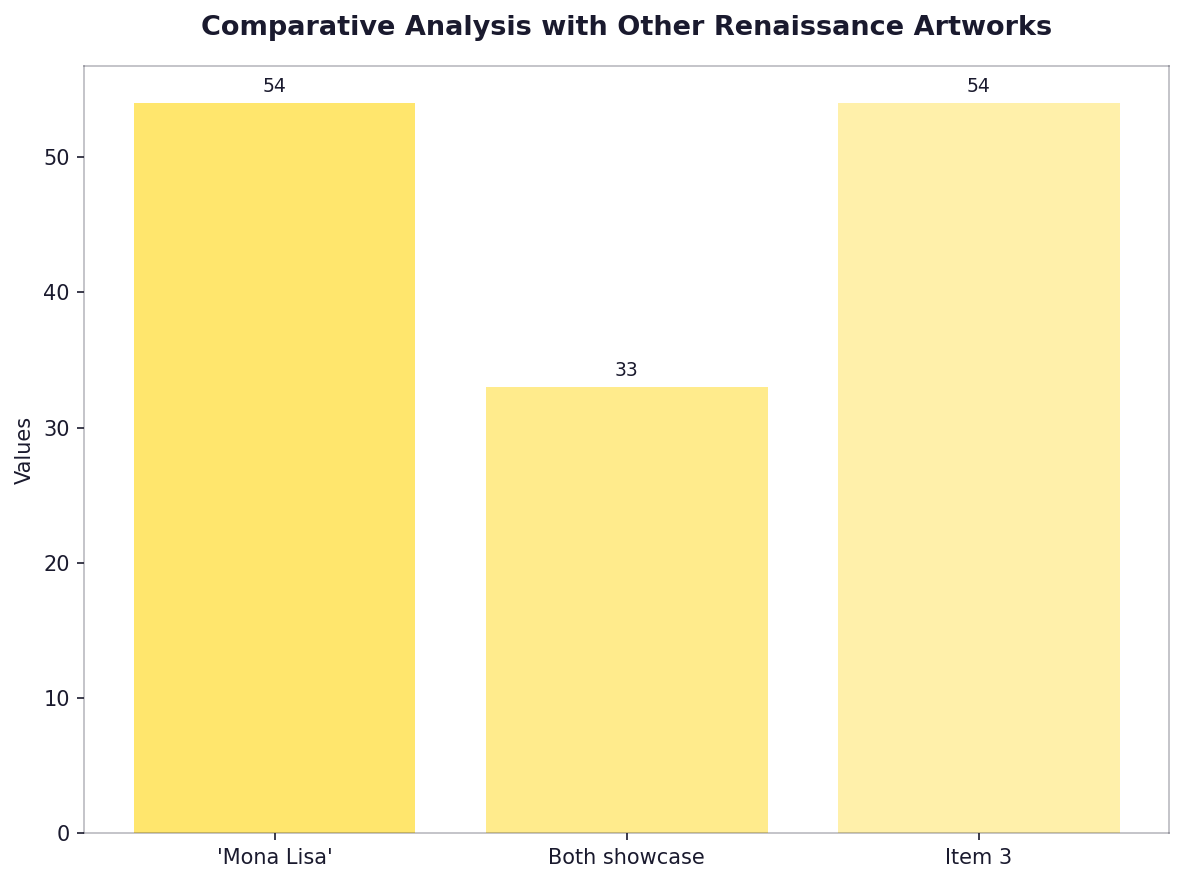 Comparative Analysis with Other Renaissance Artworks
54
54
33
50
40
30
20
10
0
Values
'Mona Lisa'
Both showcase
Item 3